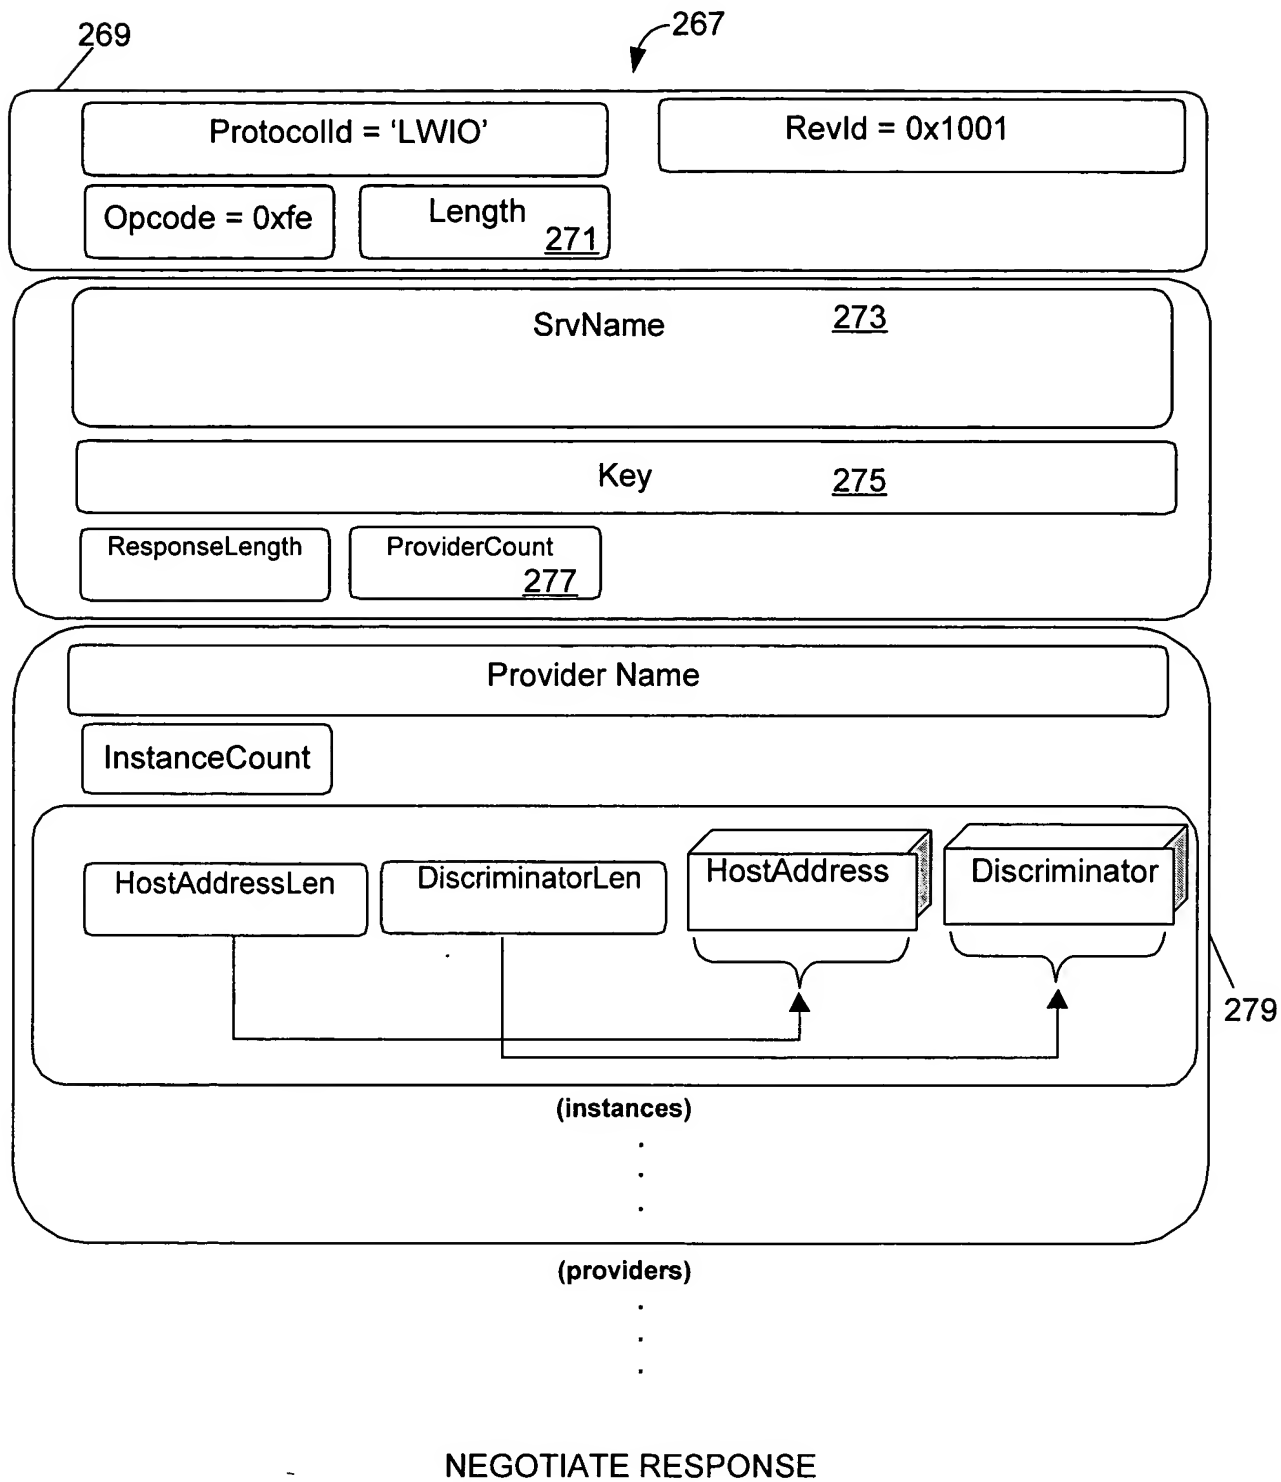 269
267
ProtocolId = 'LWIO'
RevId = 0x1001
Opcode = 0xfe
Length
271
SrvName
273
Key
275
ResponseLength
ProviderCount
277
Provider Name
InstanceCount
HostAddressLen
DiscriminatorLen
HostAddress
Discriminator
279
(instances)
(providers)
NEGOTIATE RESPONSE